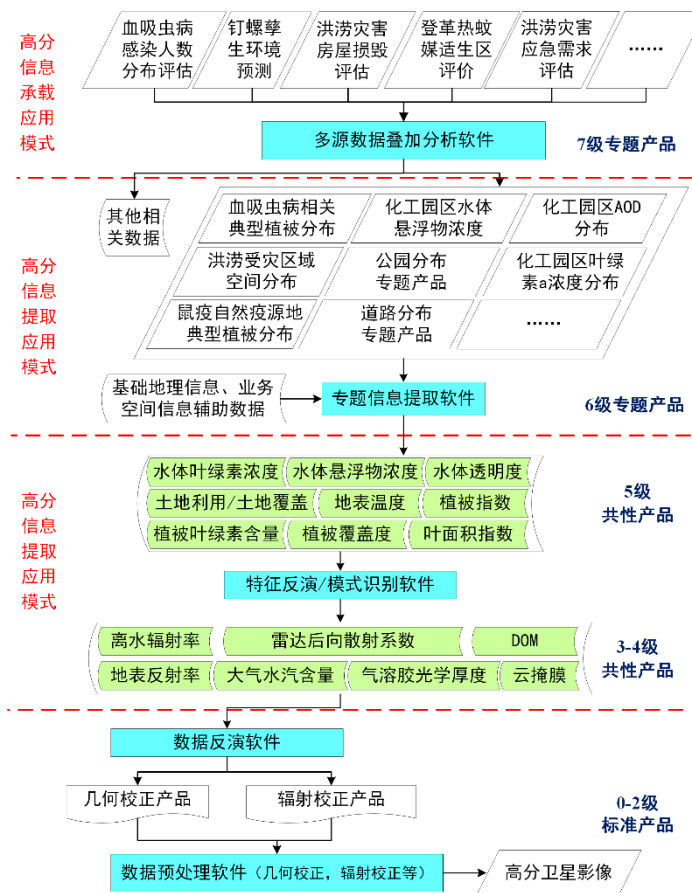 高分
信息
承载
应用
模式
血吸虫病
感染人数
分布评估
钉螺孳
生环境
预测
洪涝灾害
房屋损毁
评估
登革热蚊
媒适生区
评价
洪涝灾害
应急需求
评估
......
多源数据叠加分析软件
7级专题产品
其他相
关数据
高分
信息
提取
应用
模式
血吸虫病相关
典型植被分布
化工园区水体
悬浮物浓度
化工园区AOD
分布
洪涝受灾区域
空间分布
公园分布
专题产品
化工园区叶绿
素a浓度分布
鼠疫自然疫源地
典型植被分布
道路分布
专题产品
......
基础地理信息、业务
空间信息辅助数据
专题信息提取软件
6级专题产品
高分
信息
提取
应用
模式
水体叶绿素浓度
水体悬浮物浓度
水体透明度
土地利用/土地覆盖
地表温度
植被指数
植被叶绿素含量
植被覆盖度
叶面积指数
5级
共性产品
特征反演/模式识别软件
离水辐射率
雷达后向散射系数
DOM
地表反射率
大气水汽含量
气溶胶光学厚度
云掩膜
3-4级
共性产品
数据反演软件
几何校正产品
辐射校正产品
0-2级
标准产品
数据预处理软件（几何校正，辐射校正等）
高分卫星影像